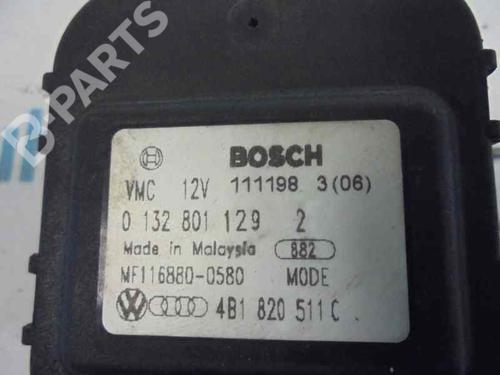 BOSCH
VMC 12V 111198 3(06)
0 132 801 129 2
Made in Malaysia 882
MF116880-0580 MODE
4B1 820 511 C